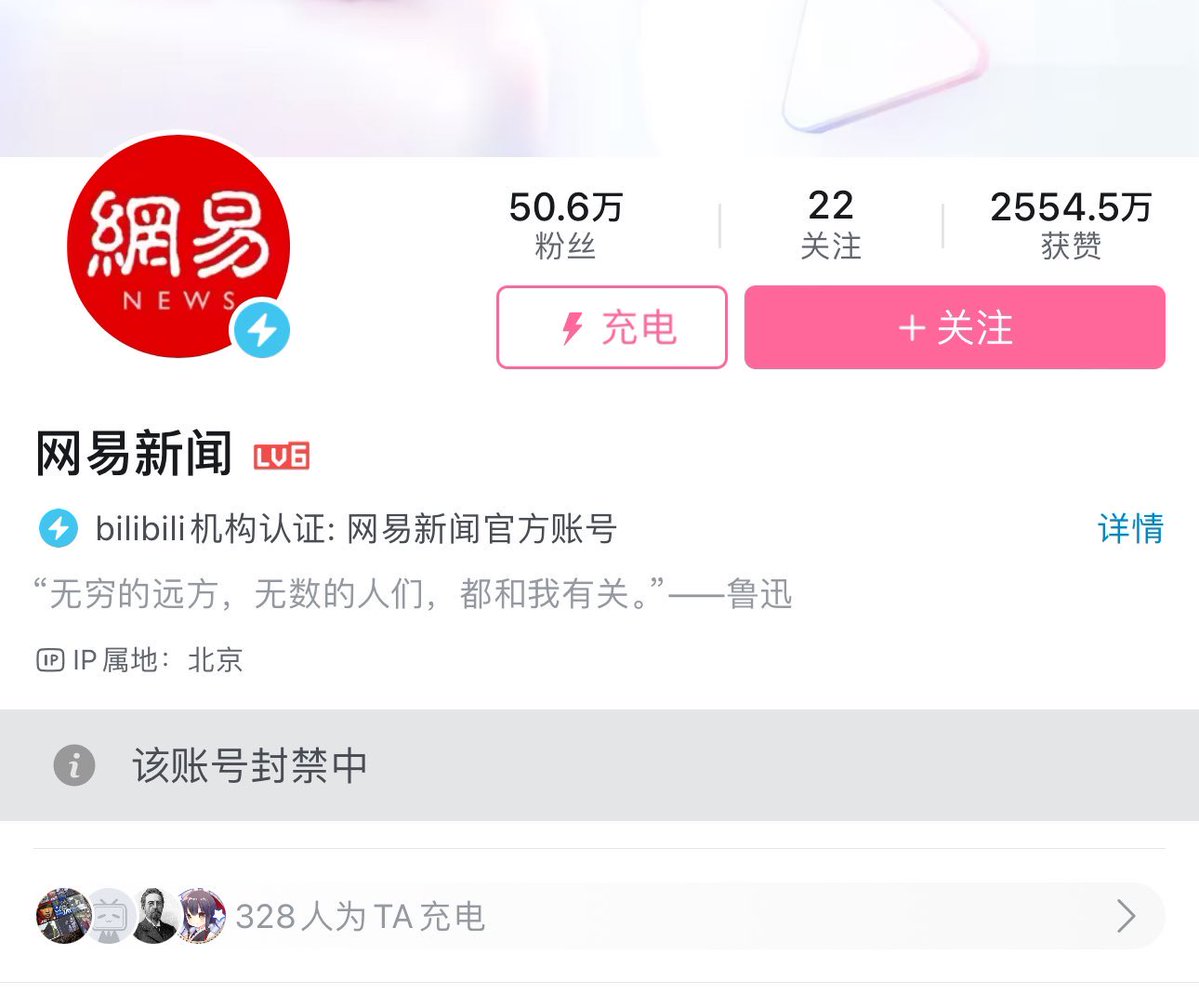 網易
NEWS
50.6万
粉丝
22
关注
2554.5万
获赞
充电
+ 关注
网易新闻 LV6
bilibili机构认证: 网易新闻官方账号
详情
“无穷的远方，无数的人们，都和我有关。”——鲁迅
IP IP属地：北京
i 该账号封禁中
328人为TA充电